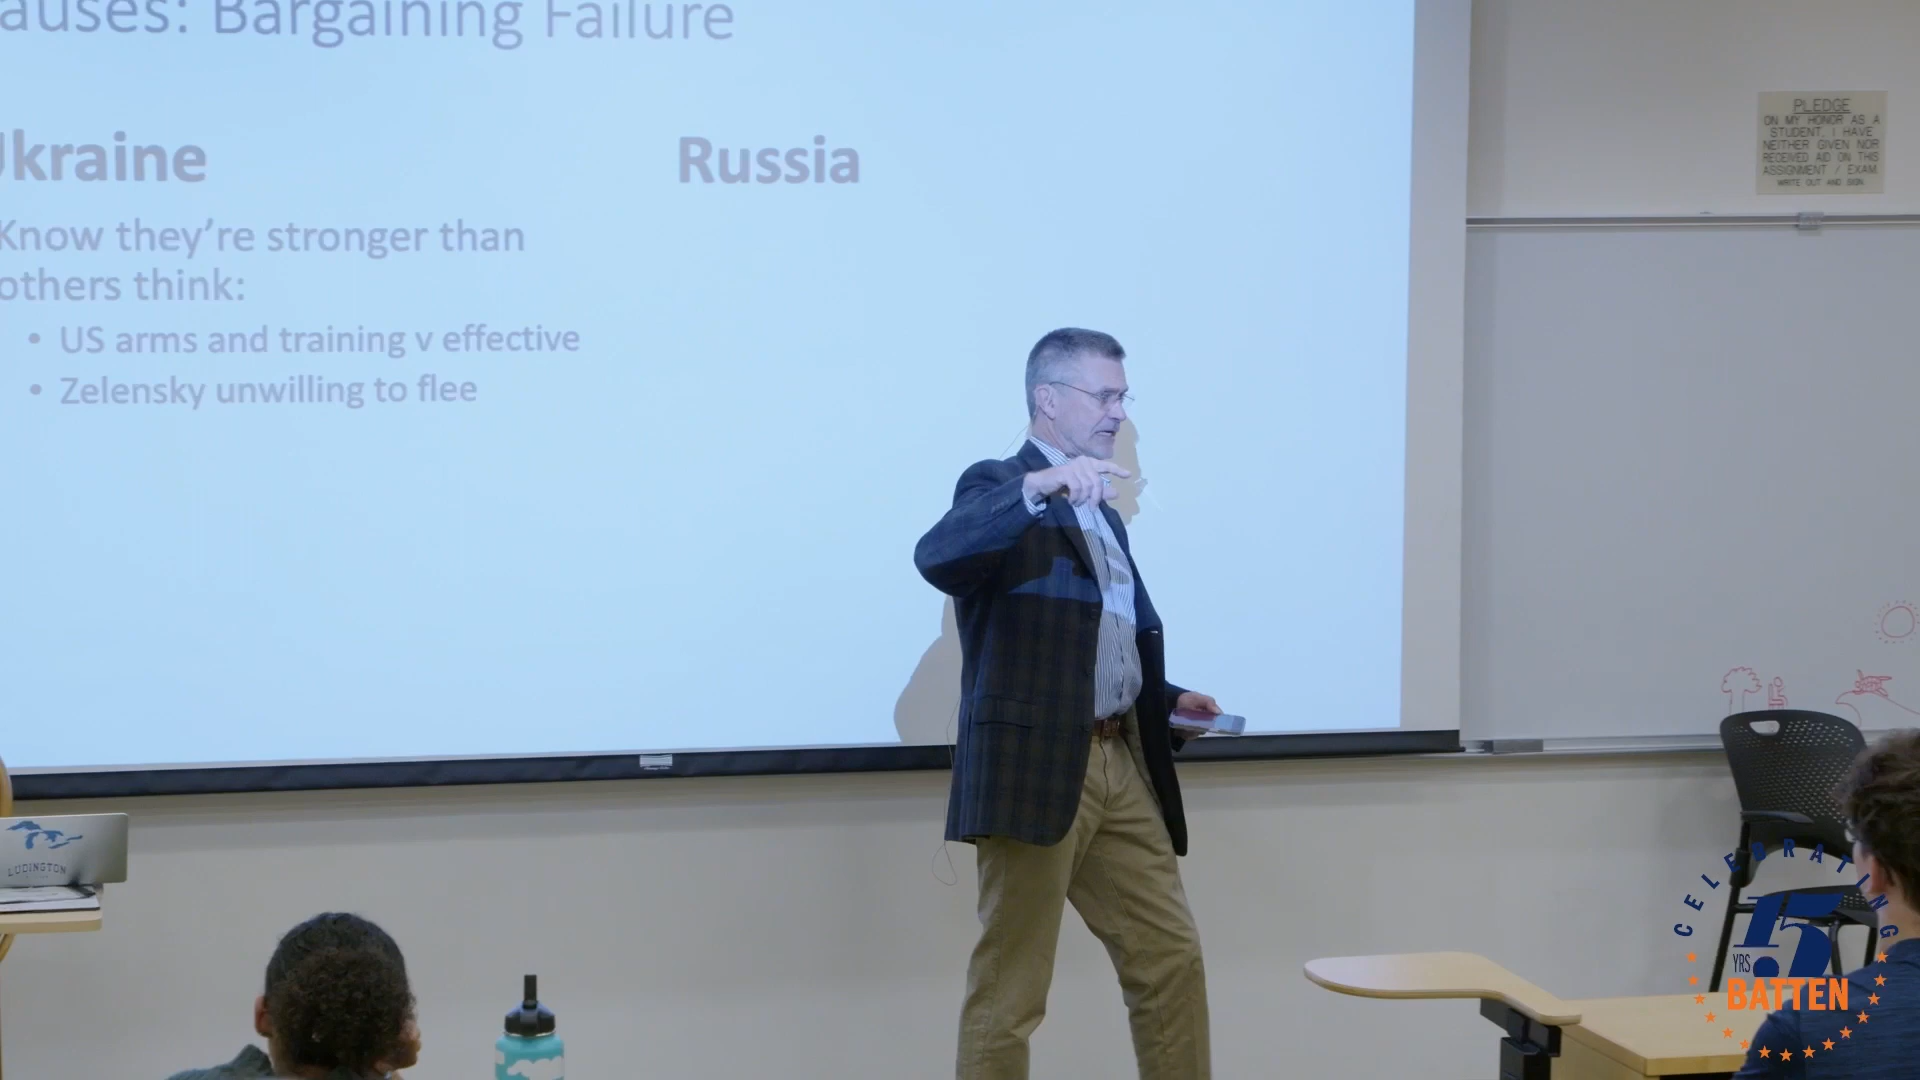 auses: Bargaining Failure
Ukraine
Russia
Know they're stronger than
others think:
• US arms and training v effective
• Zelensky unwilling to flee
PLEDGE
ON MY HONOR AS A
STUDENT, I HAVE
NEITHER GIVEN NOR
RECEIVED AID ON THIS
ASSIGNMENT / EXAM.
WRITE OUT AND SIGN.
LUDINGTON
CELEBRATING
15
YRS
BATTEN